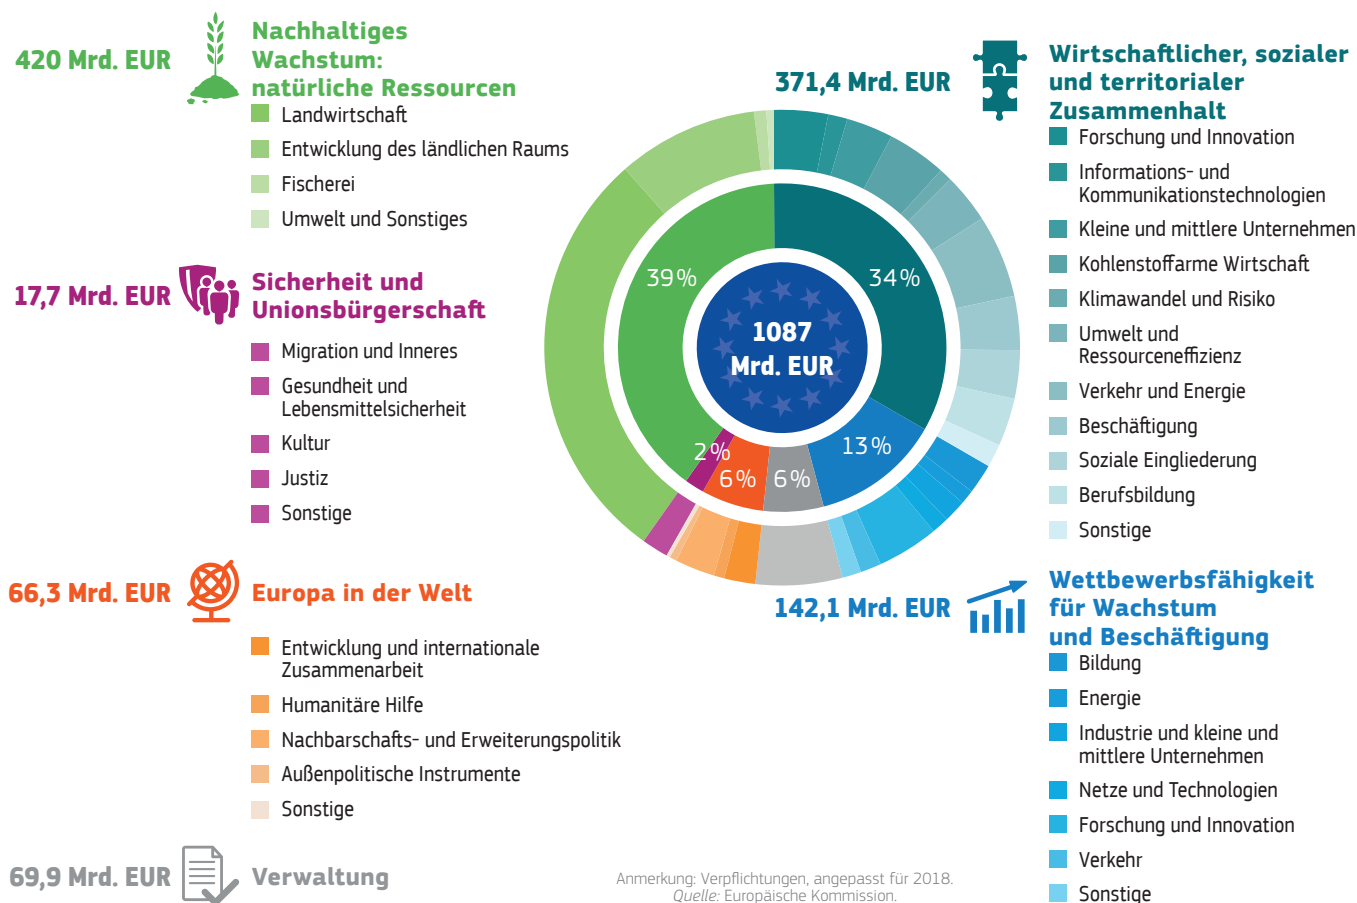 420 Mrd. EUR
Nachhaltiges
Wachstum:
natürliche Ressourcen
Landwirtschaft
Entwicklung des ländlichen Raums
Fischerei
Umwelt und Sonstiges
17,7 Mrd. EUR
Sicherheit und
Unionsbürgerschaft
Migration und Inneres
Gesundheit und
Lebensmittelsicherheit
Kultur
Justiz
Sonstige
66,3 Mrd. EUR
Europa in der Welt
Entwicklung und internationale
Zusammenarbeit
Humanitäre Hilfe
Nachbarschafts- und Erweiterungspolitik
Außenpolitische Instrumente
Sonstige
69,9 Mrd. EUR
Verwaltung
39%
34%
1087
Mrd. EUR
2%
6%
6%
13%
371,4 Mrd. EUR
Wirtschaftlicher, sozialer
und territorialer
Zusammenhalt
Forschung und Innovation
Informations- und
Kommunikationstechnologien
Kleine und mittlere Unternehmen
Kohlenstoffarme Wirtschaft
Klimawandel und Risiko
Umwelt und
Ressourceneffizienz
Verkehr und Energie
Beschäftigung
Soziale Eingliederung
Berufsbildung
Sonstige
142,1 Mrd. EUR
Wettbewerbsfähigkeit
für Wachstum
und Beschäftigung
Bildung
Energie
Industrie und kleine und
mittlere Unternehmen
Netze und Technologien
Forschung und Innovation
Verkehr
Sonstige
Anmerkung: Verpflichtungen, angepasst für 2018.
Quelle: Europäische Kommission.